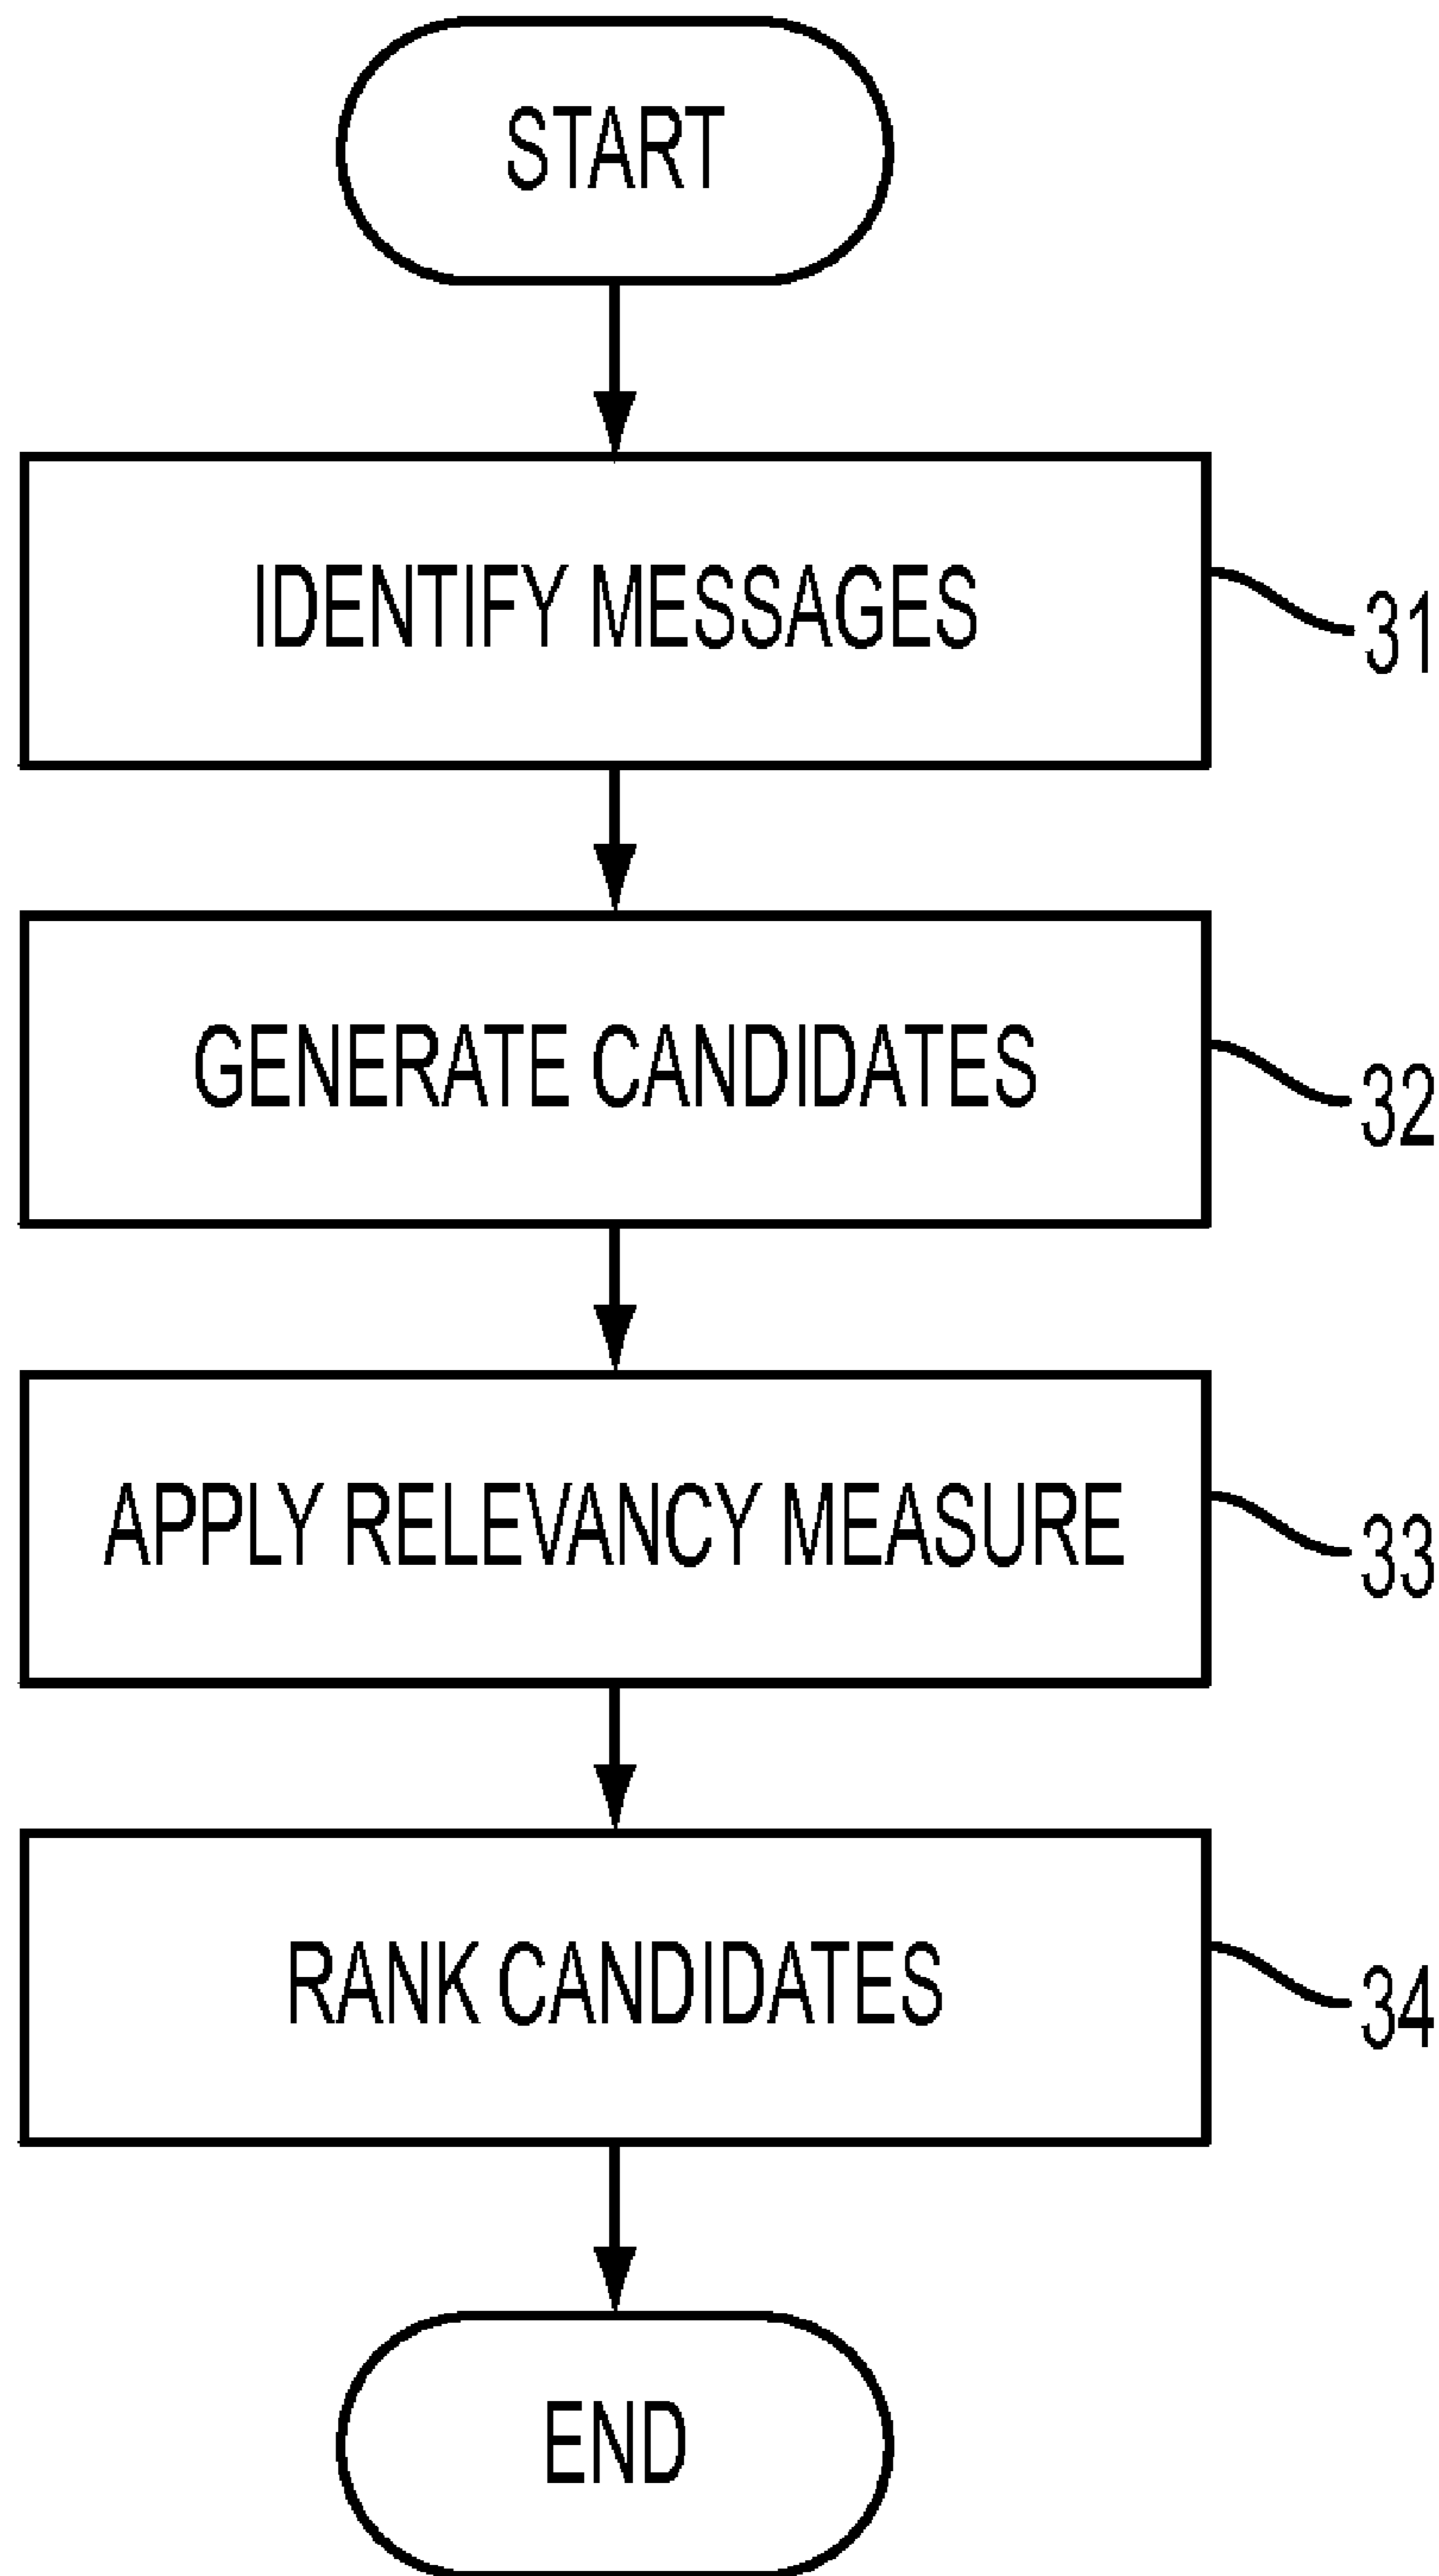 START
IDENTIFY MESSAGES
31
GENERATE CANDIDATES
32
APPLY RELEVANCY MEASURE
33
RANK CANDIDATES
34
END